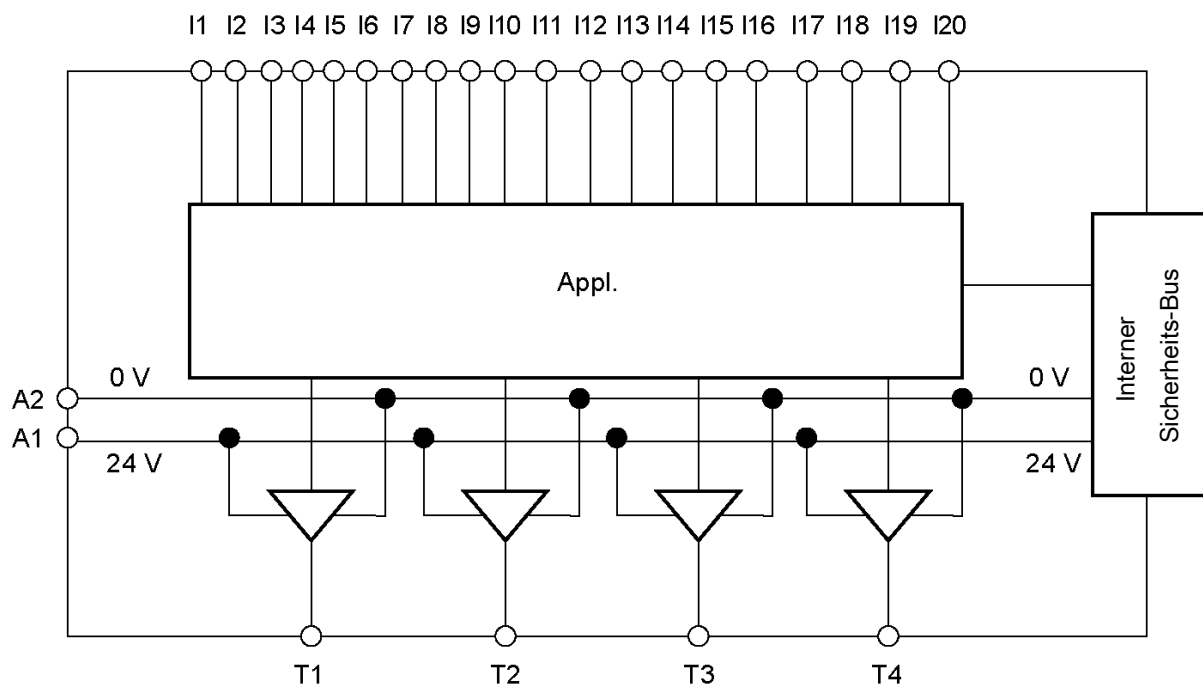 I1 I2 I3 I4 I5 I6 I7 I8 I9 I10 I11 I12 I13 I14 I15 I16 I17 I18 I19 I20
Appl.
Interner
Sicherheits-Bus
0 V
0 V
A2
A1
24 V
24 V
T1 T2 T3 T4